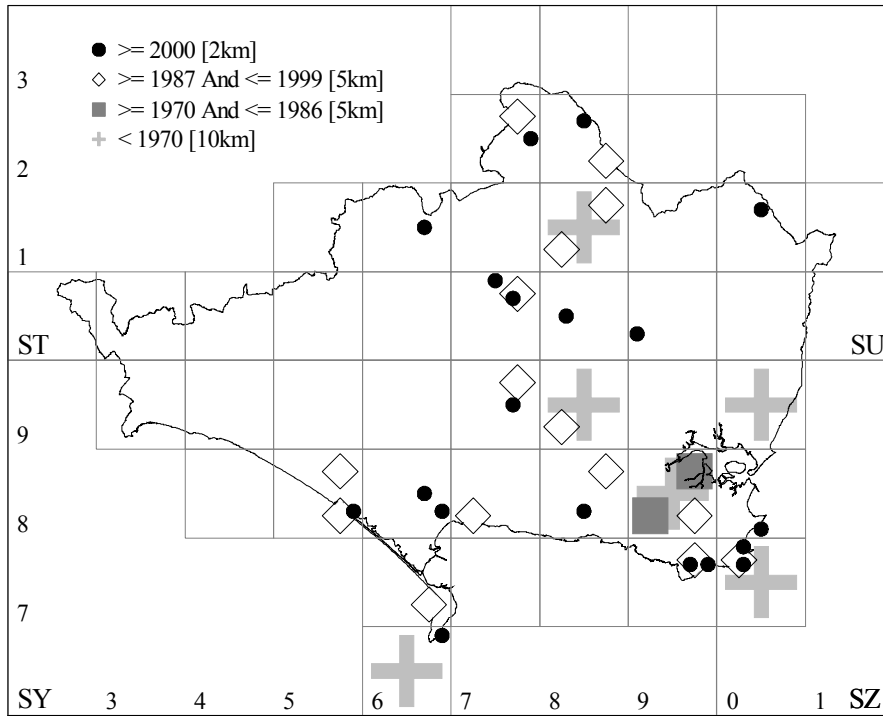 >= 2000 [2km]
>= 1987 And <= 1999 [5km]
>= 1970 And <= 1986 [5km]
< 1970 [10km]
3
2
1
ST SU
9
8
7
SY 3 4 5 6 7 8 9 0 1 SZ